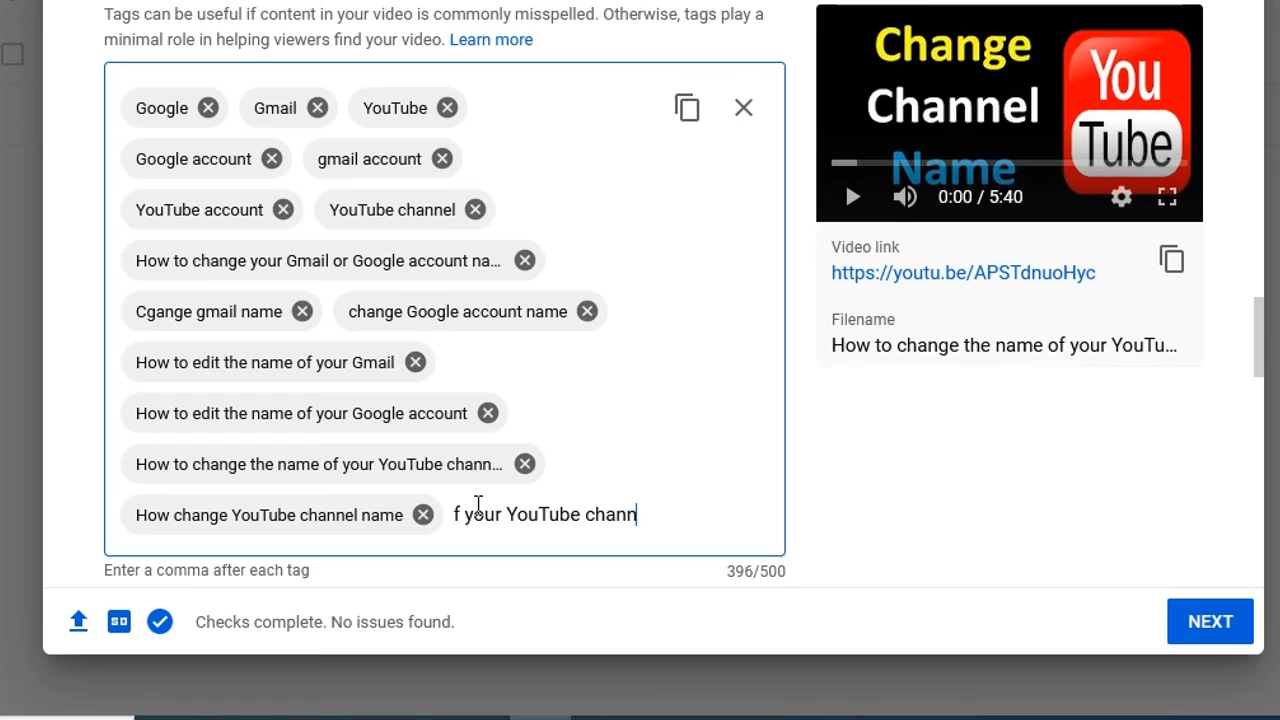 Tags can be useful if content in your video is commonly misspelled. Otherwise, tags play a
minimal role in helping viewers find your video. Learn more
Google Gmail YouTube
Google account gmail account
YouTube account YouTube channel
How to change your Gmail or Google account na...
Cgange gmail name change Google account name
How to edit the name of your Gmail
How to edit the name of your Google account
How to change the name of your YouTube chann...
How change YouTube channel name f your YouTube chann
Enter a comma after each tag 396/500
Change
Channel
Name
You
Tube
0:00 / 5:40
Video link
https://youtu.be/APSTdnuoHyc
Filename
How to change the name of your YouTu...
SD Checks complete. No issues found.
NEXT